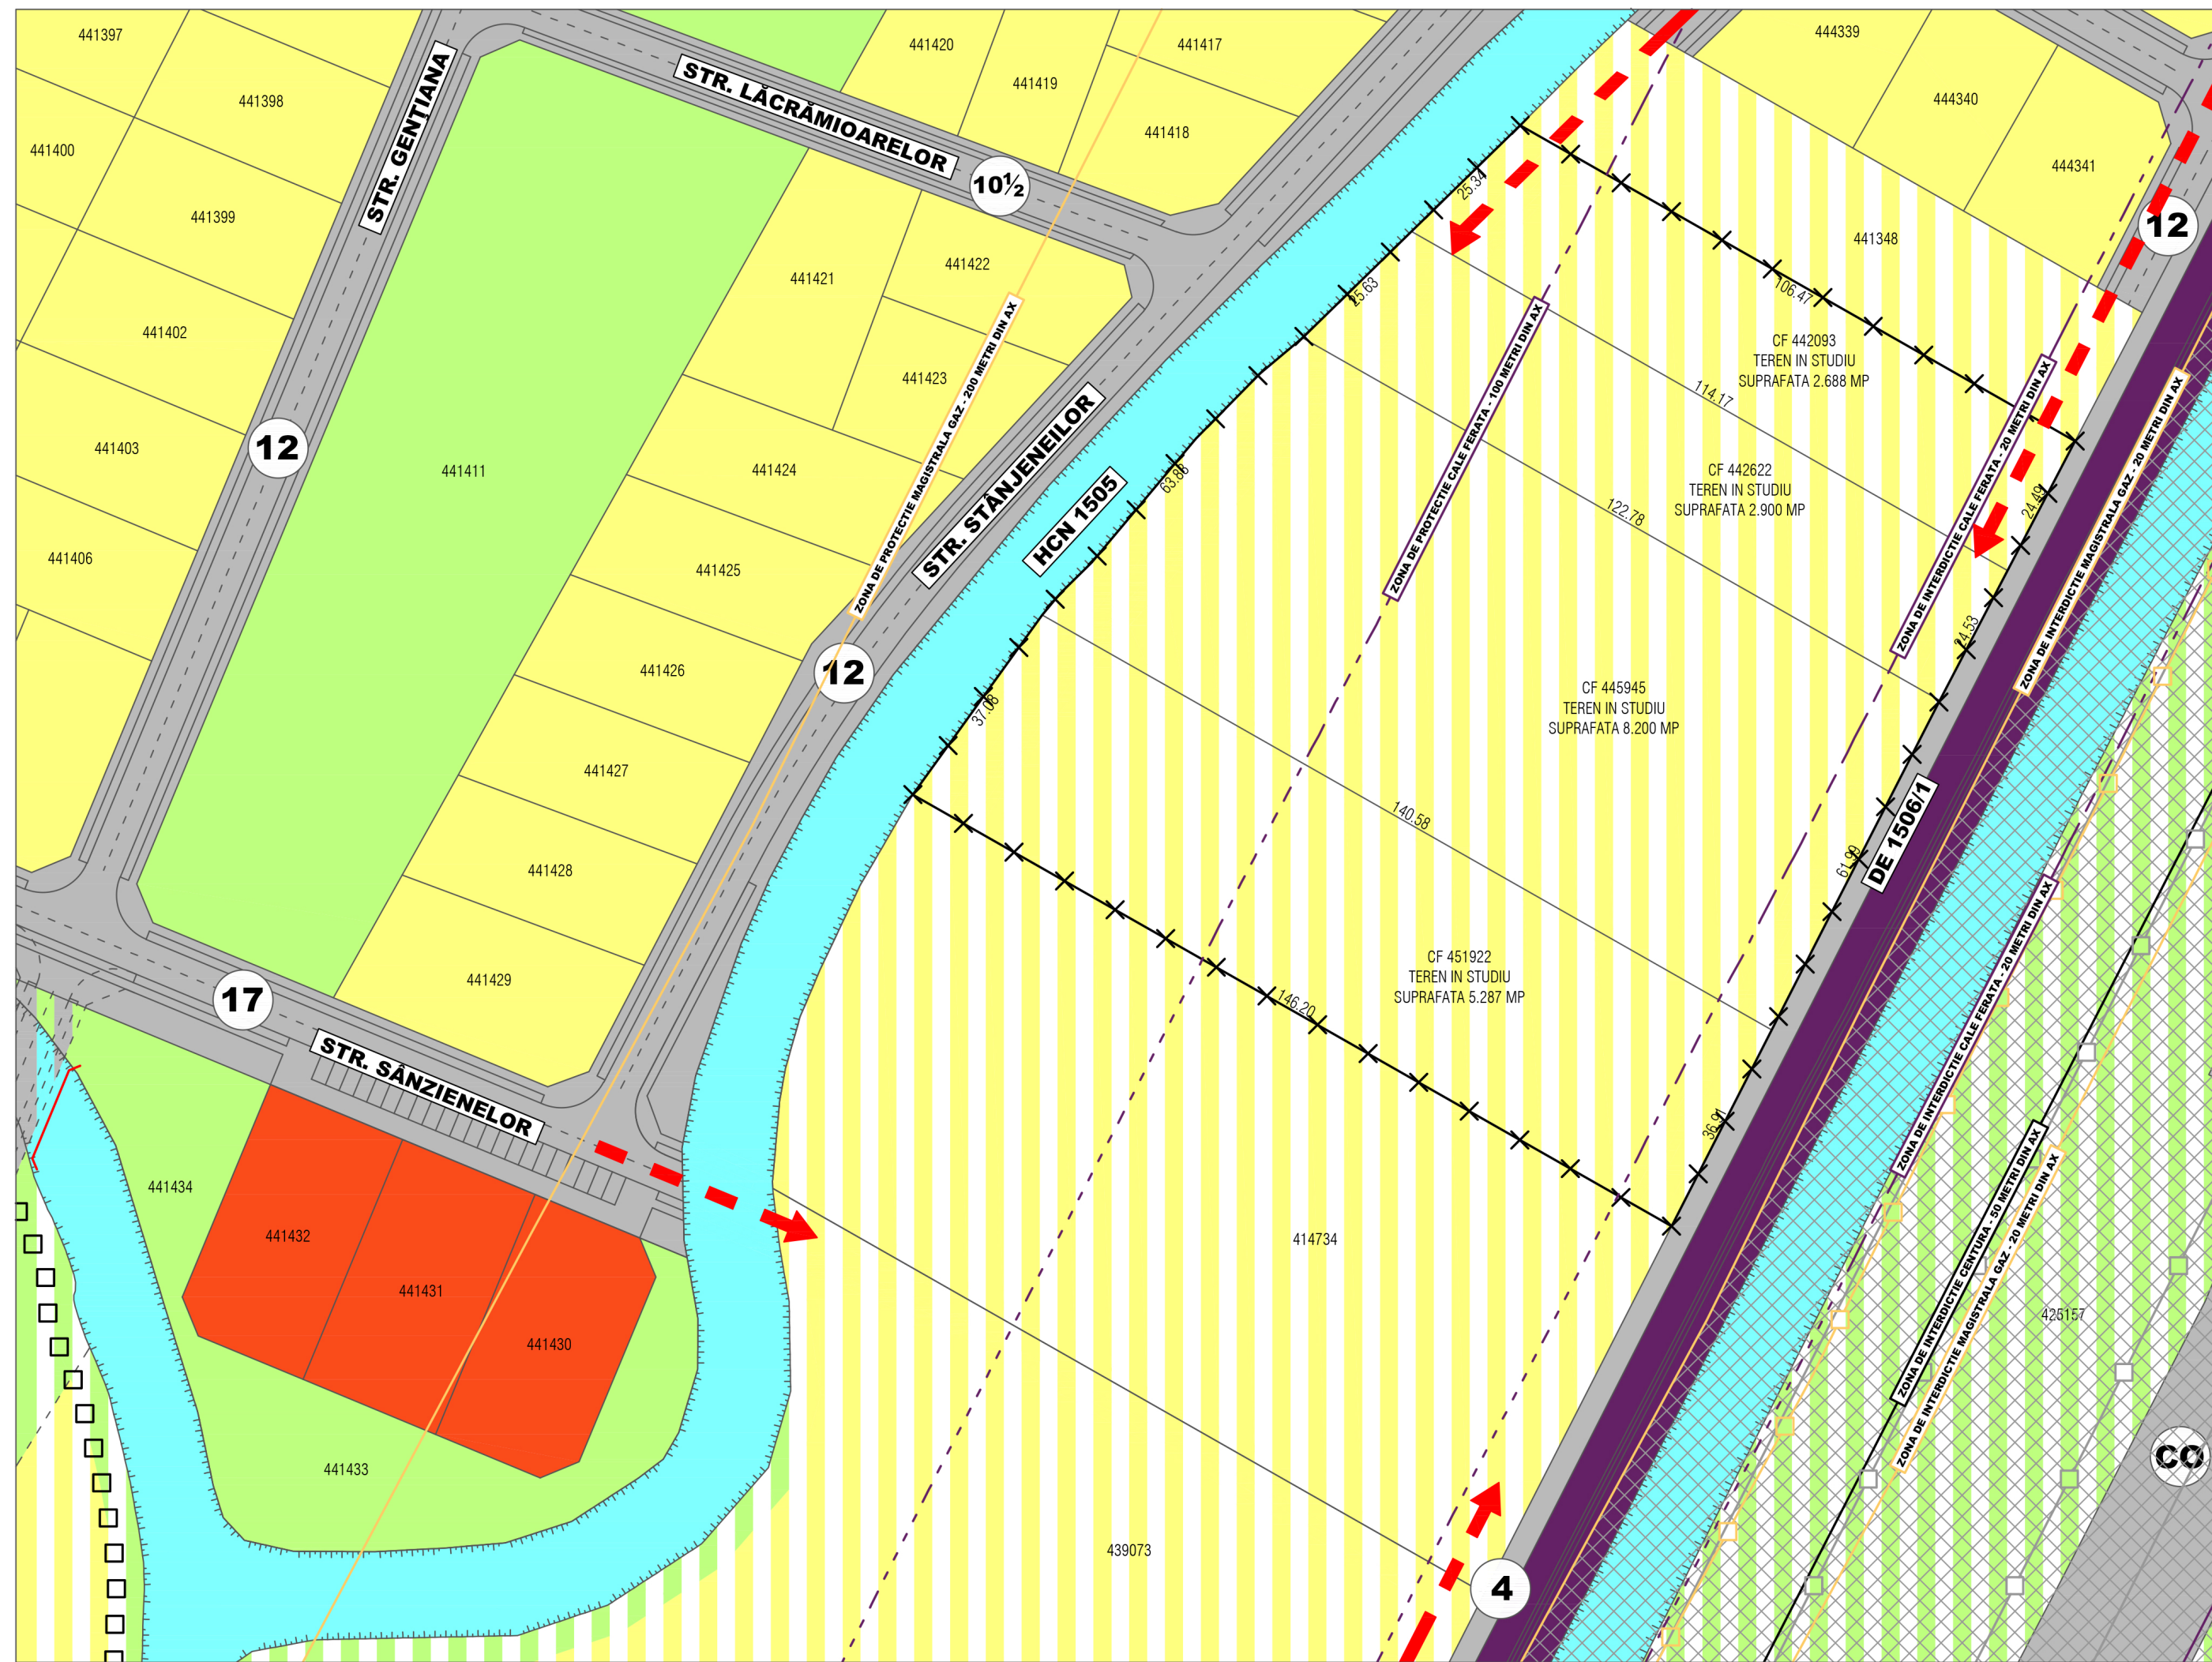 441397
441398
441400
441399
441402
441403
441406
STR. GENȚIANA
12
441411
STR. LĂCRĂMIOARELOR
10½
441420
441419
441417
441418
441421
441422
441423
441424
441425
441426
441427
441428
441429
ZONA DE PROTECTIE MAGISTRALA GAZ - 200 METRI DIN AX
STR. STÂNJENEILOR
12
HCN 1505
17
STR. SÂNZIENELOR
441434
441432
441431
441430
441433
444339
444340
444341
12
441348
25.34
25.63
63.86
37.08
106.47
CF 442093
TEREN IN STUDIU
SUPRAFATA 2.688 MP
114.17
CF 442622
TEREN IN STUDIU
SUPRAFATA 2.900 MP
122.78
CF 445945
TEREN IN STUDIU
SUPRAFATA 8.200 MP
140.58
CF 451922
TEREN IN STUDIU
SUPRAFATA 5.287 MP
146.20
24.49
24.53
61.99
36.91
ZONA DE PROTECTIE CALE FERATA - 100 METRI DIN AX
ZONA DE INTERDICTIE CALE FERATA - 20 METRI DIN AX
ZONA DE INTERDICTIE MAGISTRALA GAZ - 20 METRI DIN AX
DE 1506/1
ZONA DE INTERDICTIE CALE FERATA - 20 METRI DIN AX
ZONA DE INTERDICTIE CENTURA - 50 METRI DIN AX
ZONA DE INTERDICTIE MAGISTRALA GAZ - 20 METRI DIN AX
414734
425157
439073
4
CO